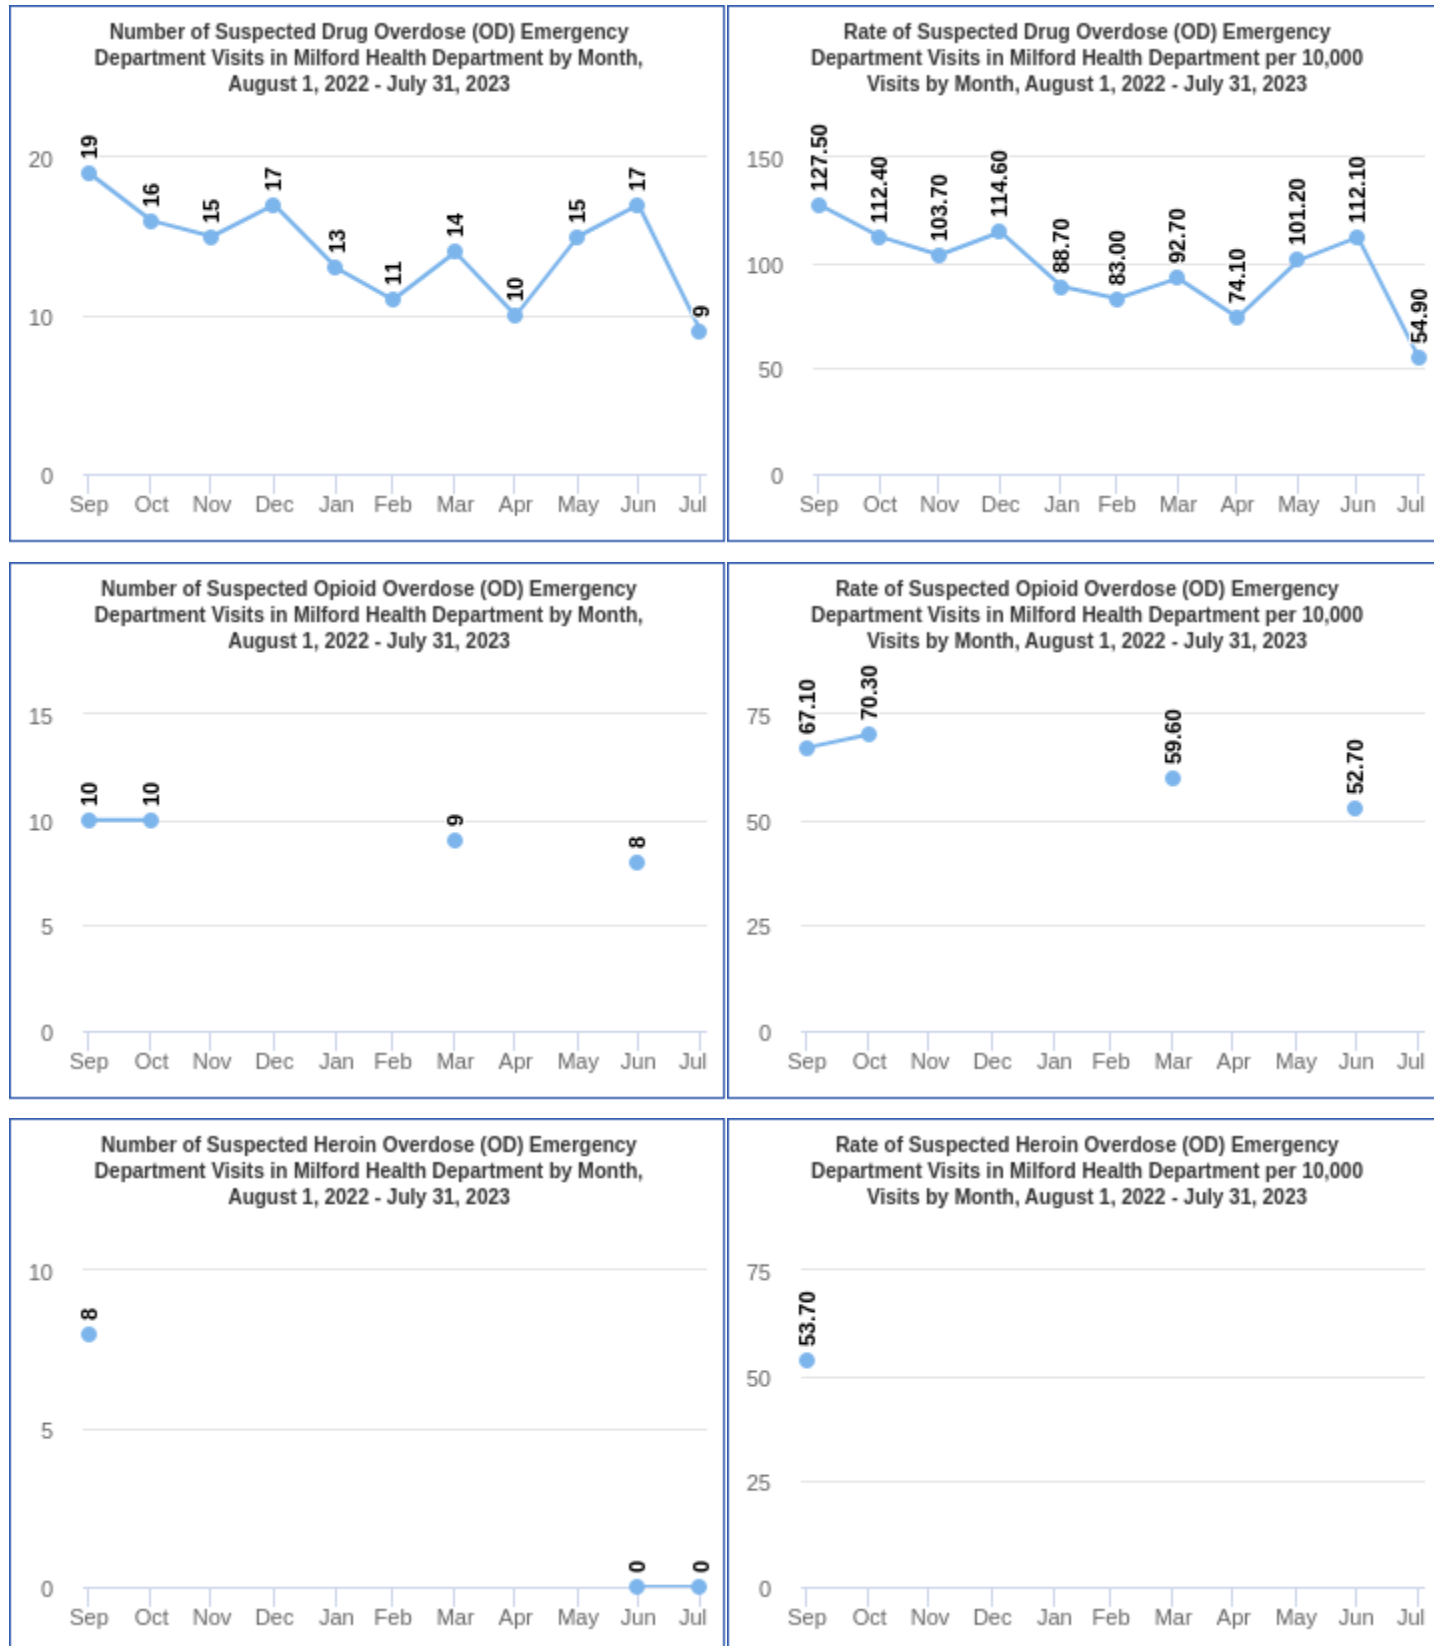 Number of Suspected Drug Overdose (OD) Emergency
Department Visits in Milford Health Department by Month,
August 1, 2022 - July 31, 2023
20
10
0
19
16
15
17
13
11
14
10
15
17
9
Sep Oct Nov Dec Jan Feb Mar Apr May Jun Jul
Rate of Suspected Drug Overdose (OD) Emergency
Department Visits in Milford Health Department per 10,000
Visits by Month, August 1, 2022 - July 31, 2023
150
100
50
0
127.50
112.40
103.70
114.60
88.70
83.00
92.70
74.10
101.20
112.10
54.90
Sep Oct Nov Dec Jan Feb Mar Apr May Jun Jul
Number of Suspected Opioid Overdose (OD) Emergency
Department Visits in Milford Health Department by Month,
August 1, 2022 - July 31, 2023
15
10
5
0
10
10
9
8
Sep Oct Nov Dec Jan Feb Mar Apr May Jun Jul
Rate of Suspected Opioid Overdose (OD) Emergency
Department Visits in Milford Health Department per 10,000
Visits by Month, August 1, 2022 - July 31, 2023
75
50
25
0
67.10
70.30
59.60
52.70
Sep Oct Nov Dec Jan Feb Mar Apr May Jun Jul
Number of Suspected Heroin Overdose (OD) Emergency
Department Visits in Milford Health Department by Month,
August 1, 2022 - July 31, 2023
10
5
0
8
0
0
Sep Oct Nov Dec Jan Feb Mar Apr May Jun Jul
Rate of Suspected Heroin Overdose (OD) Emergency
Department Visits in Milford Health Department per 10,000
Visits by Month, August 1, 2022 - July 31, 2023
75
50
25
0
53.70
Sep Oct Nov Dec Jan Feb Mar Apr May Jun Jul